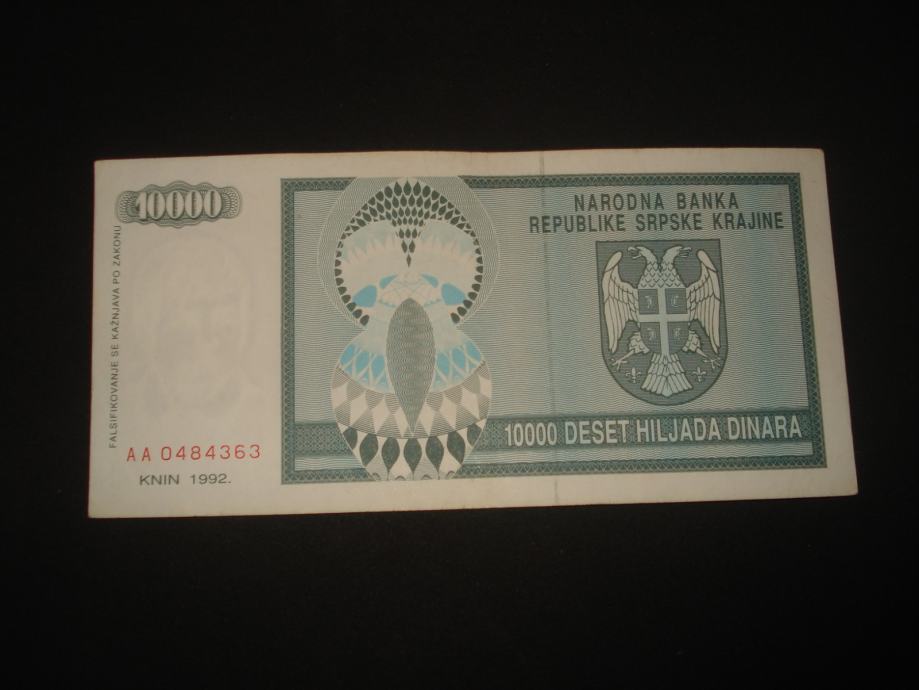 10000
FALSIFIKOVANJE SE KAŽNJAVA PO ZAKONU
AA 0484363
KNIN 1992.
NARODNA BANKA
REPUBLIKE SRPSKE KRAJINE
10000 DESET HILJADA DINARA